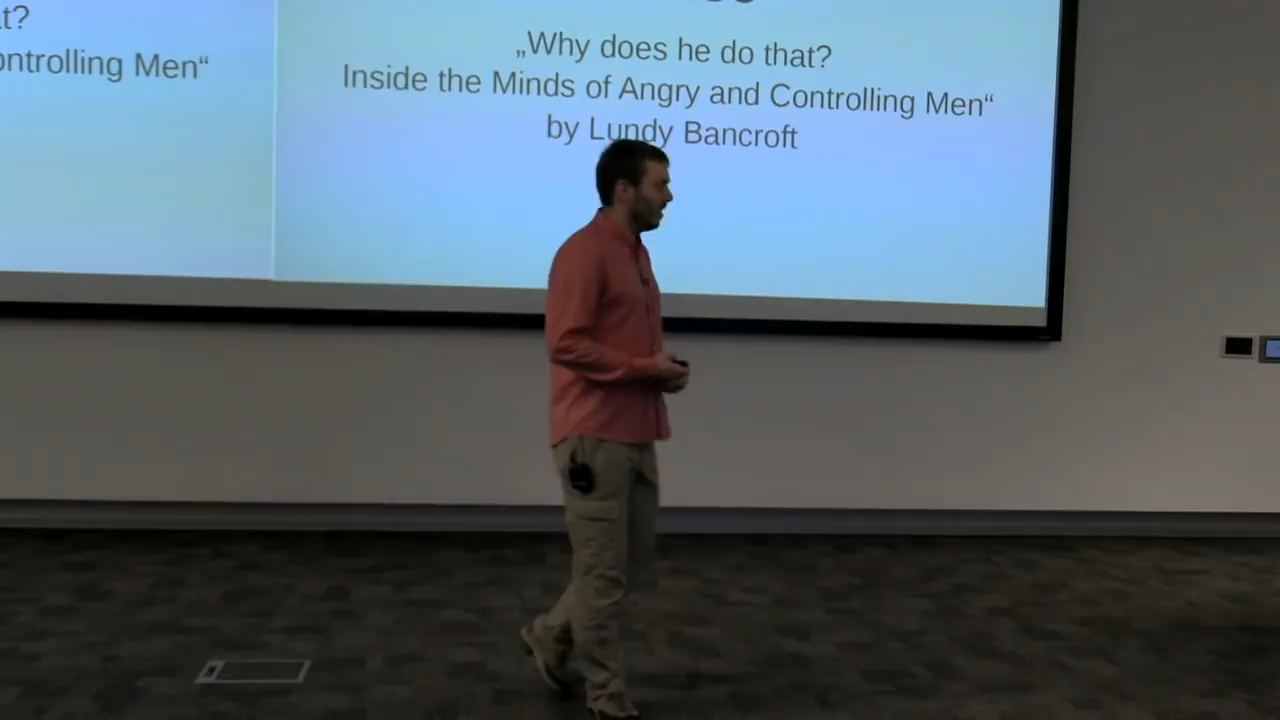 t?
ontrolling Men“
„Why does he do that?
Inside the Minds of Angry and Controlling Men“
by Lundy Bancroft